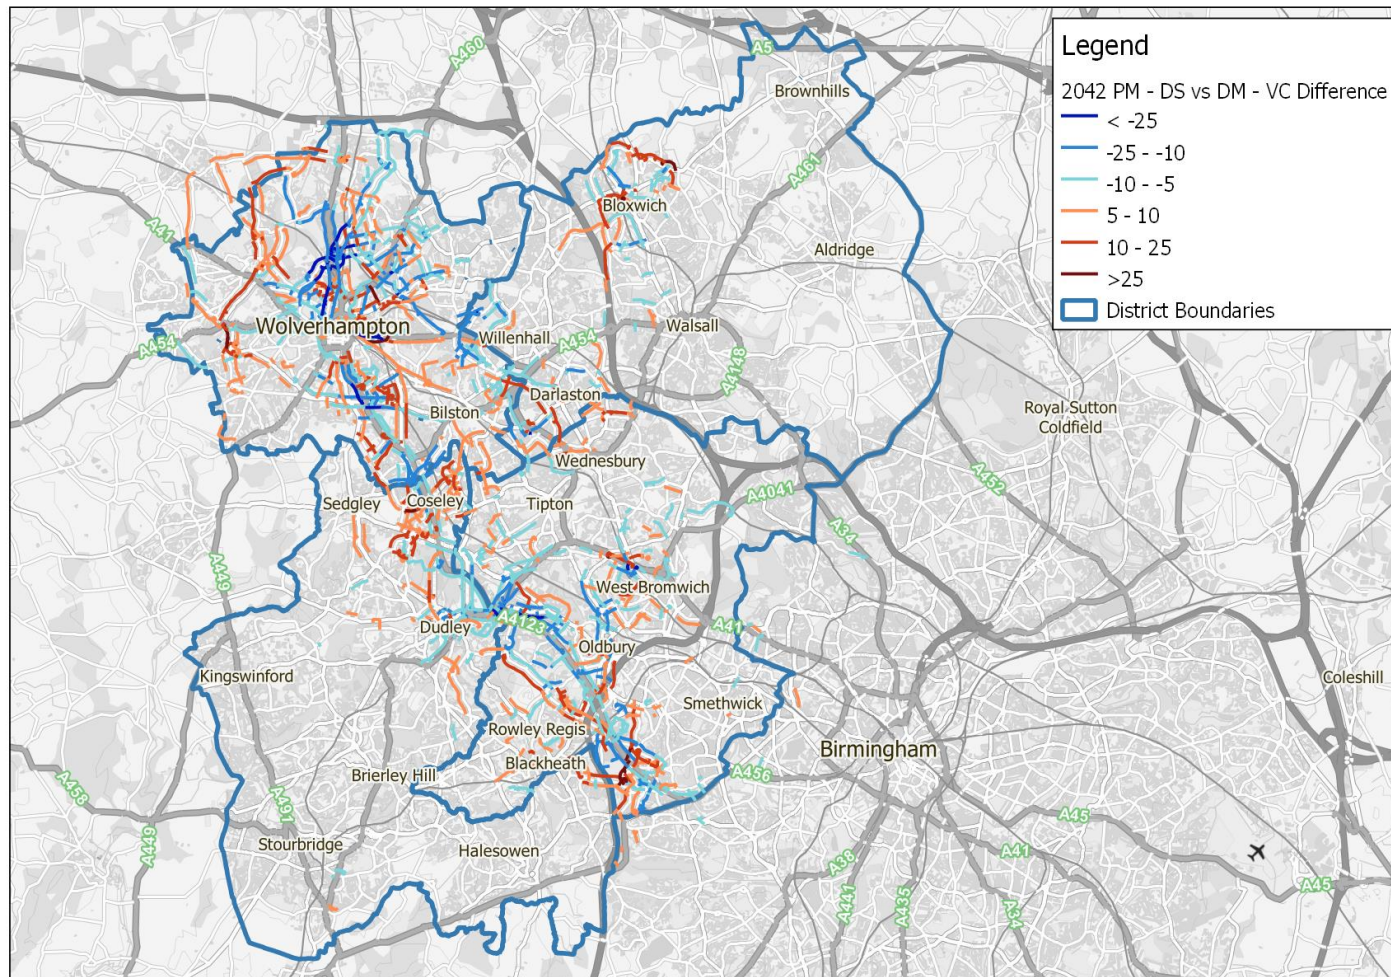 Legend
2042 PM - DS vs DM - VC Difference
< -25
-25 - -10
-10 - -5
5 - 10
10 - 25
>25
District Boundaries
A460
A5
Brownhills
A461
Bloxwich
A41
Aldridge
Wolverhampton
Walsall
Willenhall
A454
A454
A4148
Darlaston
Bilston
Royal Sutton
Coldfield
Wednesbury
A452
Sedgley
Coseley
Tipton
A4041
A34
A449
West Bromwich
A4123
Dudley
A41
Oldbury
Kingswinford
Coleshill
Smethwick
Rowley Regis
Birmingham
Blackheath
Brierley Hill
A456
A458
A491
A45
A449
Stourbridge
Halesowen
A38
A41
A45
A441
A435
A34